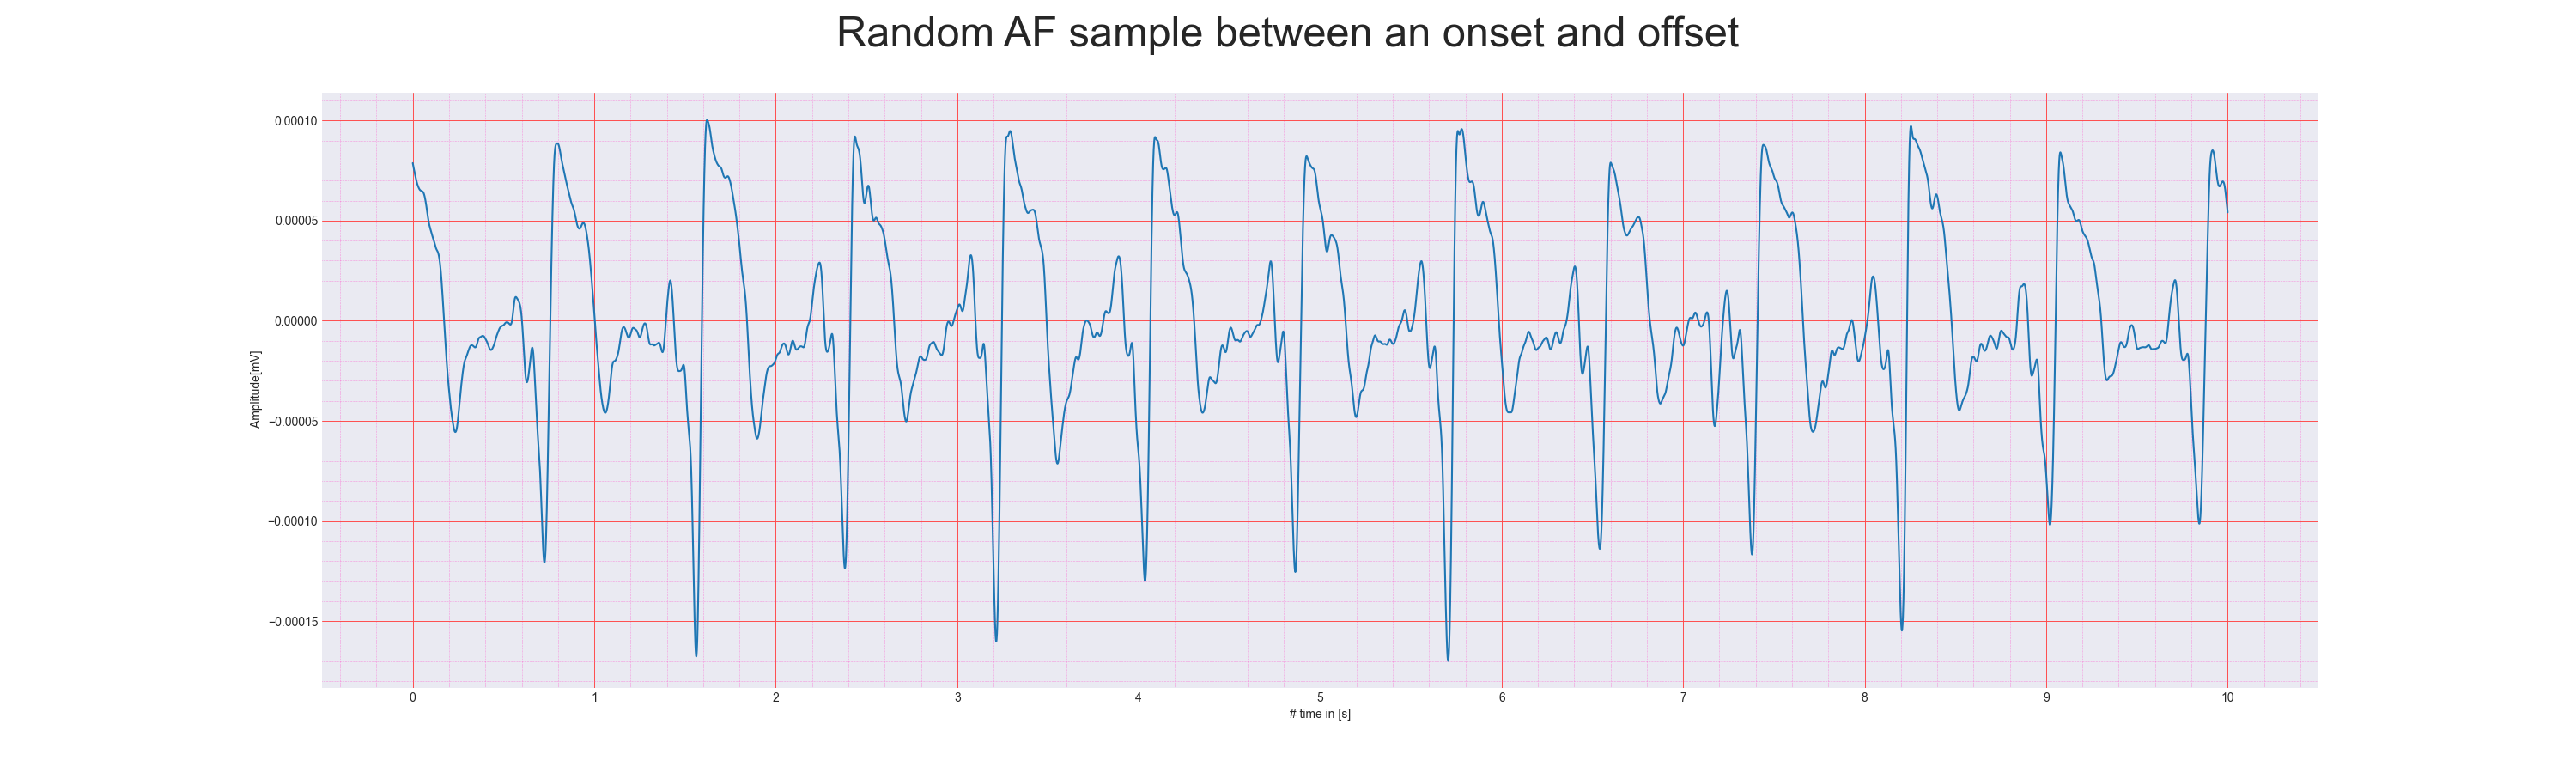 Random AF sample between an onset and offset
0.00010
0.00005
0.00000
−0.00005
−0.00010
−0.00015
Amplitude[mV]
0 1 2 3 4 5 6 7 8 9 10
# time in [s]